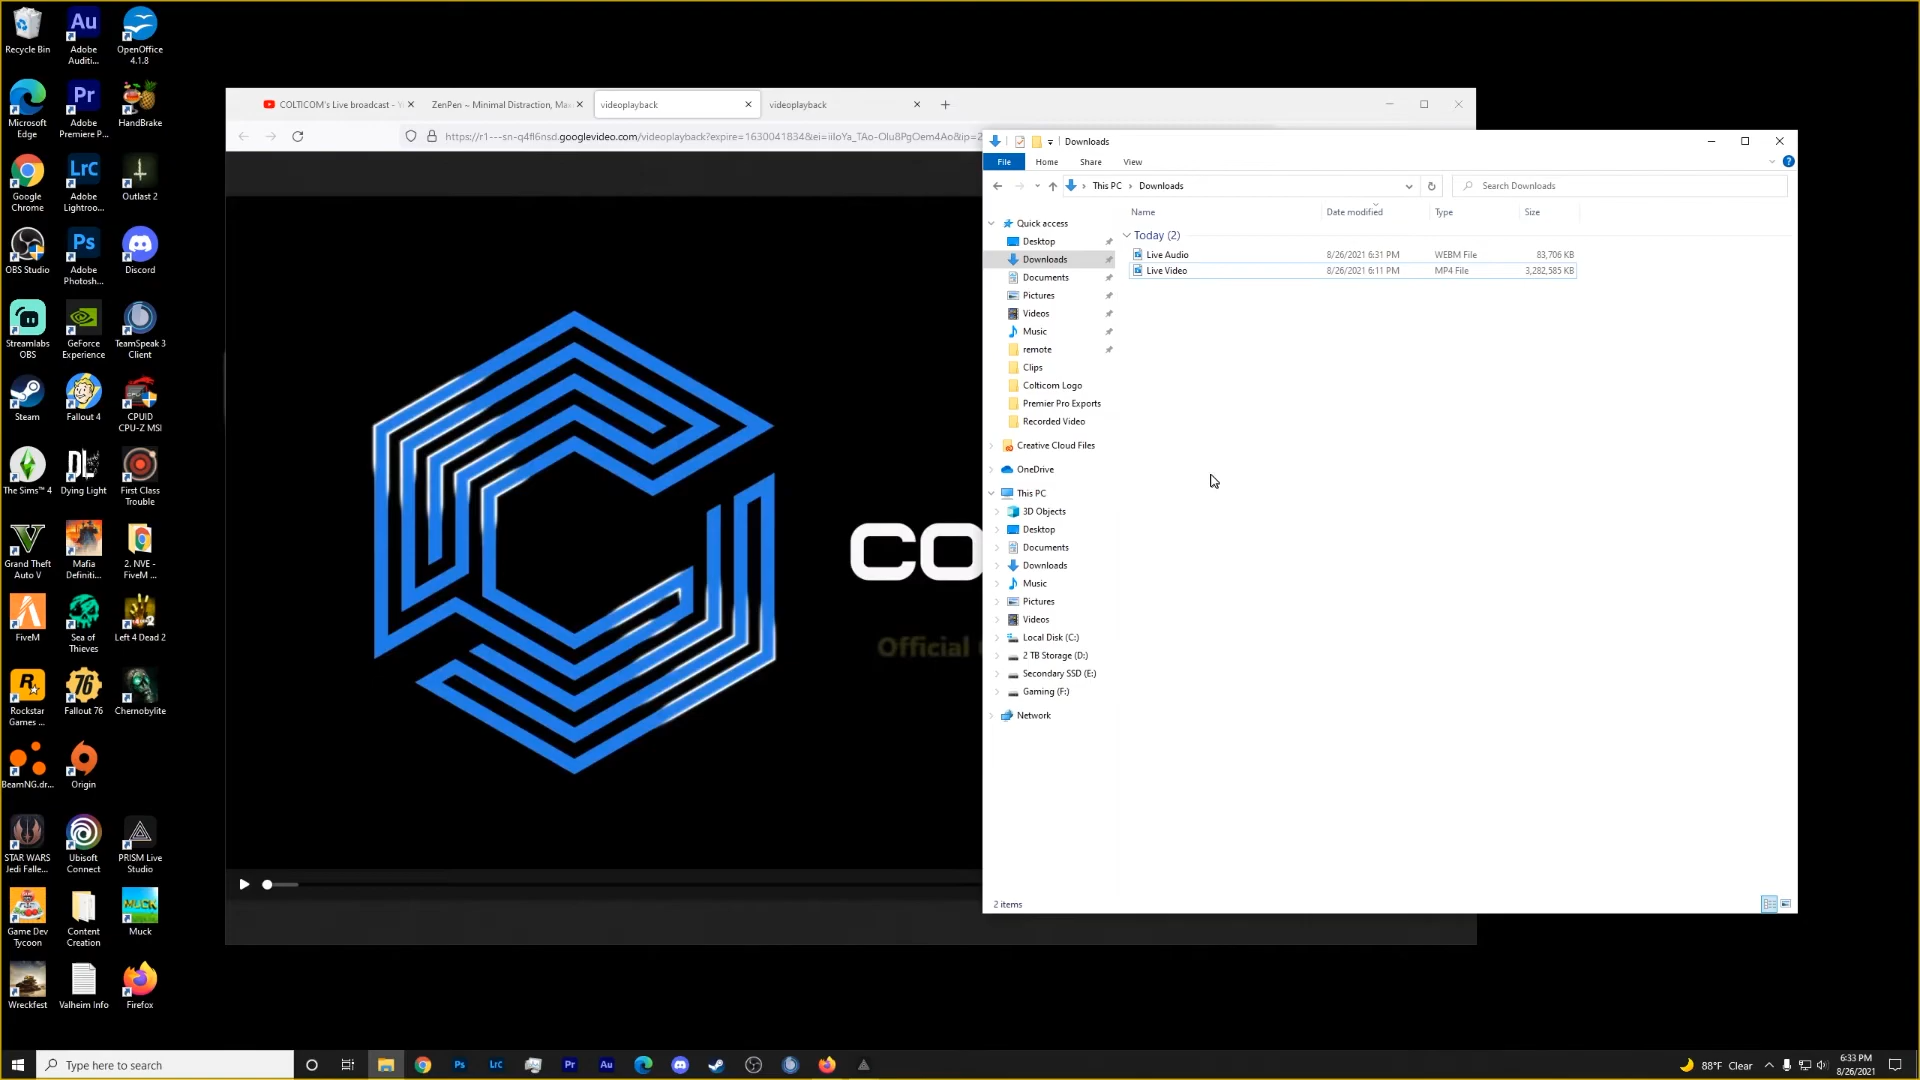 Recycle Bin
Adobe
Auditi...
OpenOffice
4.1.8
Microsoft
Edge
Adobe
Premiere P...
HandBrake
Google
Chrome
Adobe
Lightroo...
Outlast 2
OBS Studio
Adobe
Photosh...
Discord
Streamlabs
OBS
GeForce
Experience
TeamSpeak 3
Client
Steam
Fallout 4
CPUID
CPU-Z MSI
The Sims™ 4
Dying Light
First Class
Trouble
Grand Theft
Auto V
Mafia
Definiti...
2. NVE -
FiveM ...
FiveM
Sea of
Thieves
Left 4 Dead 2
Rockstar
Games ...
Fallout 76
Chernobylite
BeamNG.dr...
Origin
STAR WARS
Jedi Falle...
Ubisoft
Connect
PRISM Live
Studio
Game Dev
Tycoon
Content
Creation
Muck
Wreckfest
Valheim Info
Firefox
COLTICOM's Live broadcast -
ZenPen ~ Minimal Distraction, Ma
videoplayback
videoplayback
https://r1---sn-q4fl6nsd.googlevideo.com/videoplayback?expire=1630041834&ei=iiIoYa_TAo-Olu8PgOem4Ao&ip=2
CO
Official
Downloads
File Home Share View
This PC > Downloads
Search Downloads
Name Date modified Type Size
Today (2)
Live Audio 8/26/2021 6:31 PM WEBM File 83,706 KB
Live Video 8/26/2021 6:11 PM MP4 File 3,282,585 KB
Quick access
Desktop
Downloads
Documents
Pictures
Videos
Music
remote
Clips
Colticom Logo
Premier Pro Exports
Recorded Video
Creative Cloud Files
OneDrive
This PC
3D Objects
Desktop
Documents
Downloads
Music
Pictures
Videos
Local Disk (C:)
2 TB Storage (D:)
Secondary SSD (E:)
Gaming (F:)
Network
2 items
Type here to search
88°F Clear
6:33 PM
8/26/2021